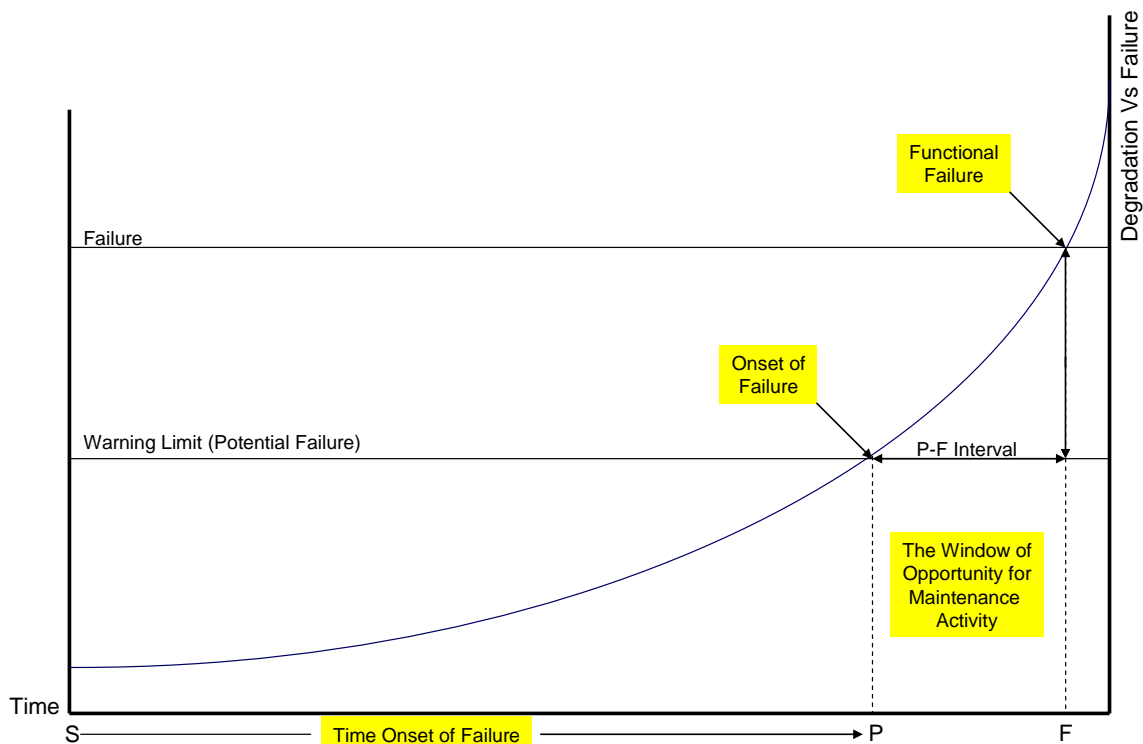 Degradation Vs Failure
Functional
Failure
Failure
Onset of
Failure
Warning Limit (Potential Failure)
P-F Interval
The Window of
Opportunity for
Maintenance
Activity
Time
S
Time Onset of Failure
P
F